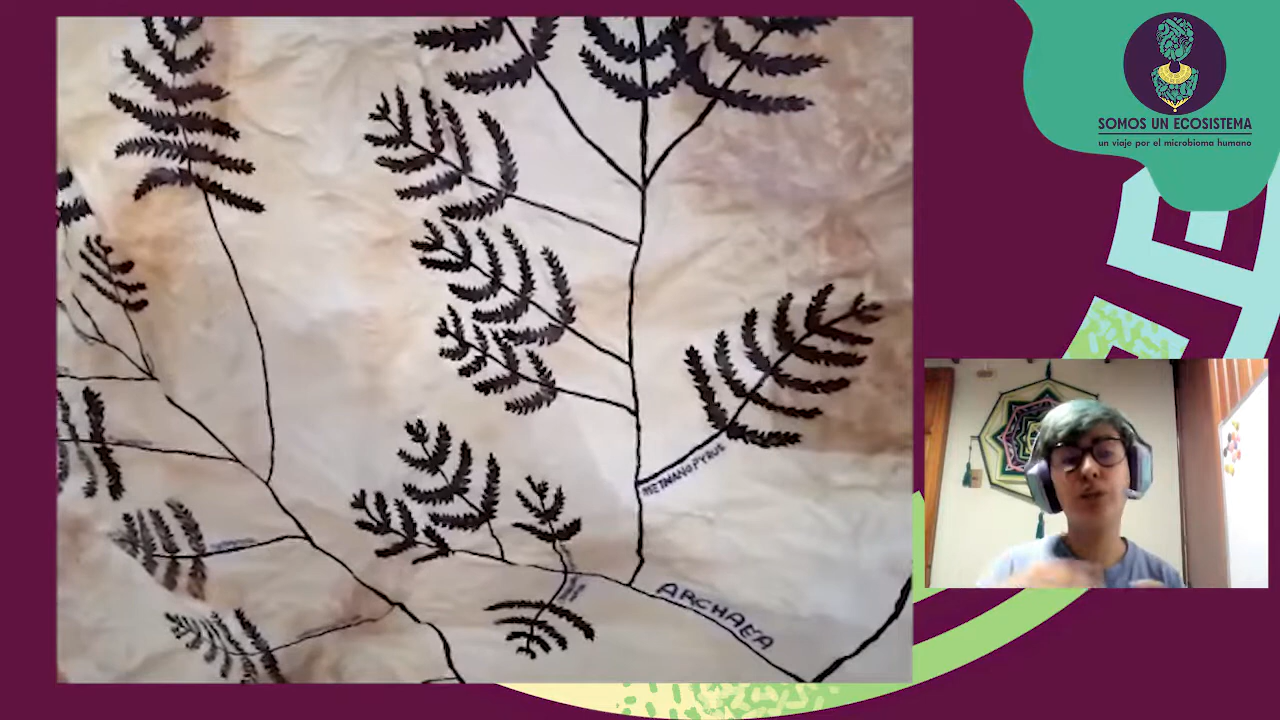 SOMOS UN ECOSISTEMA
un viaje por el microbioma humano
METHANOPYRUS
ARCHAEA